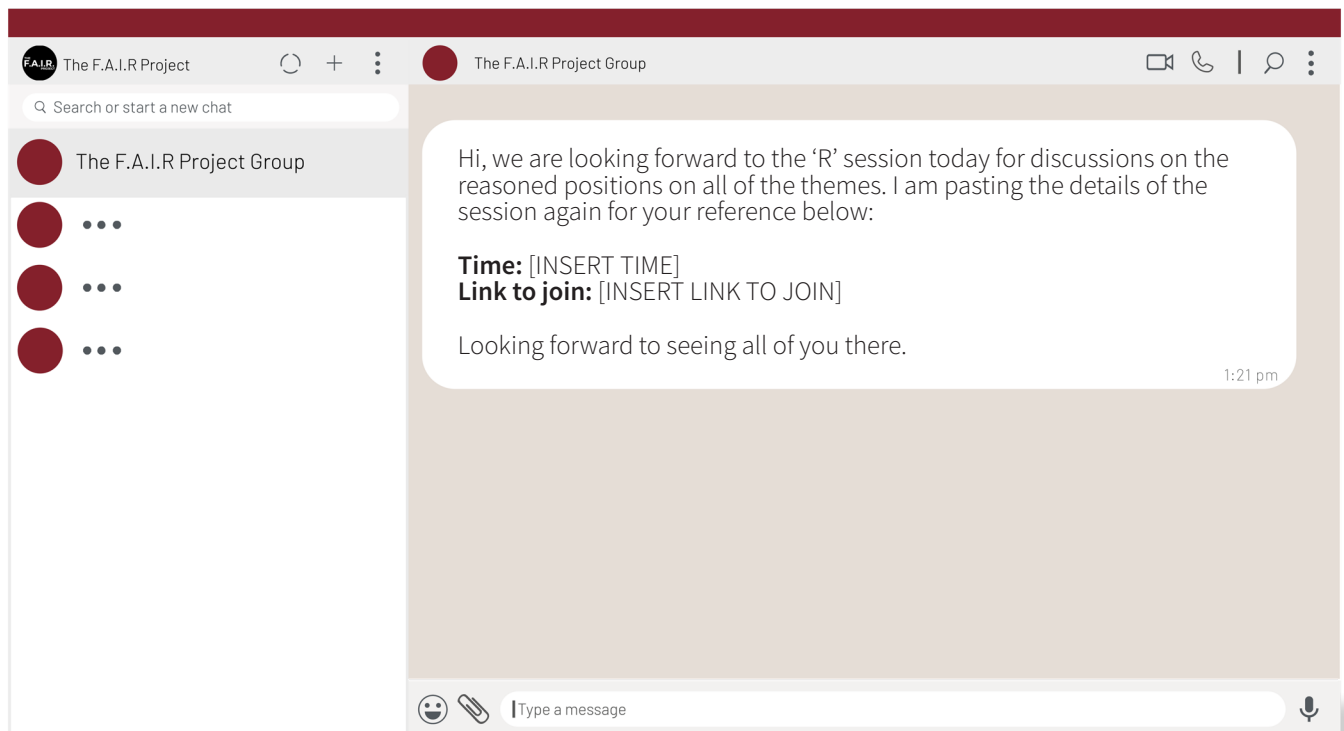 F.A.I.R.
PROJECT
The F.A.I.R Project
Search or start a new chat
The F.A.I.R Project Group
The F.A.I.R Project Group
Hi, we are looking forward to the ‘R’ session today for discussions on the
reasoned positions on all of the themes. I am pasting the details of the
session again for your reference below:
Time: [INSERT TIME]
Link to join: [INSERT LINK TO JOIN]
Looking forward to seeing all of you there.
1:21 pm
Type a message